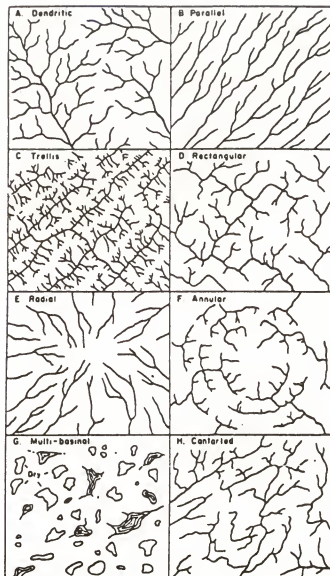 A. Dendritic
B Parallel
C Trellis
D Rectangular
E Radial
F Annular
G Multi-basinal
Dry
H. Contorted